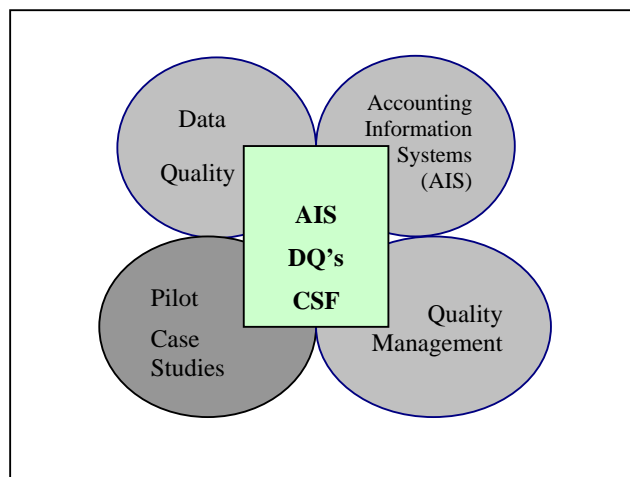 Data
Quality
Accounting
Information
Systems
(AIS)
AIS
DQ's
CSF
Pilot
Case
Studies
Quality
Management